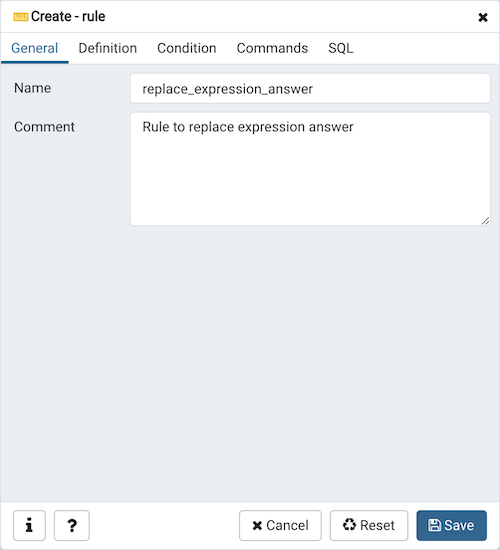 Create - rule
General Definition Condition Commands SQL
Name replace_expression_answer
Comment Rule to replace expression answer
i ? Cancel Reset Save